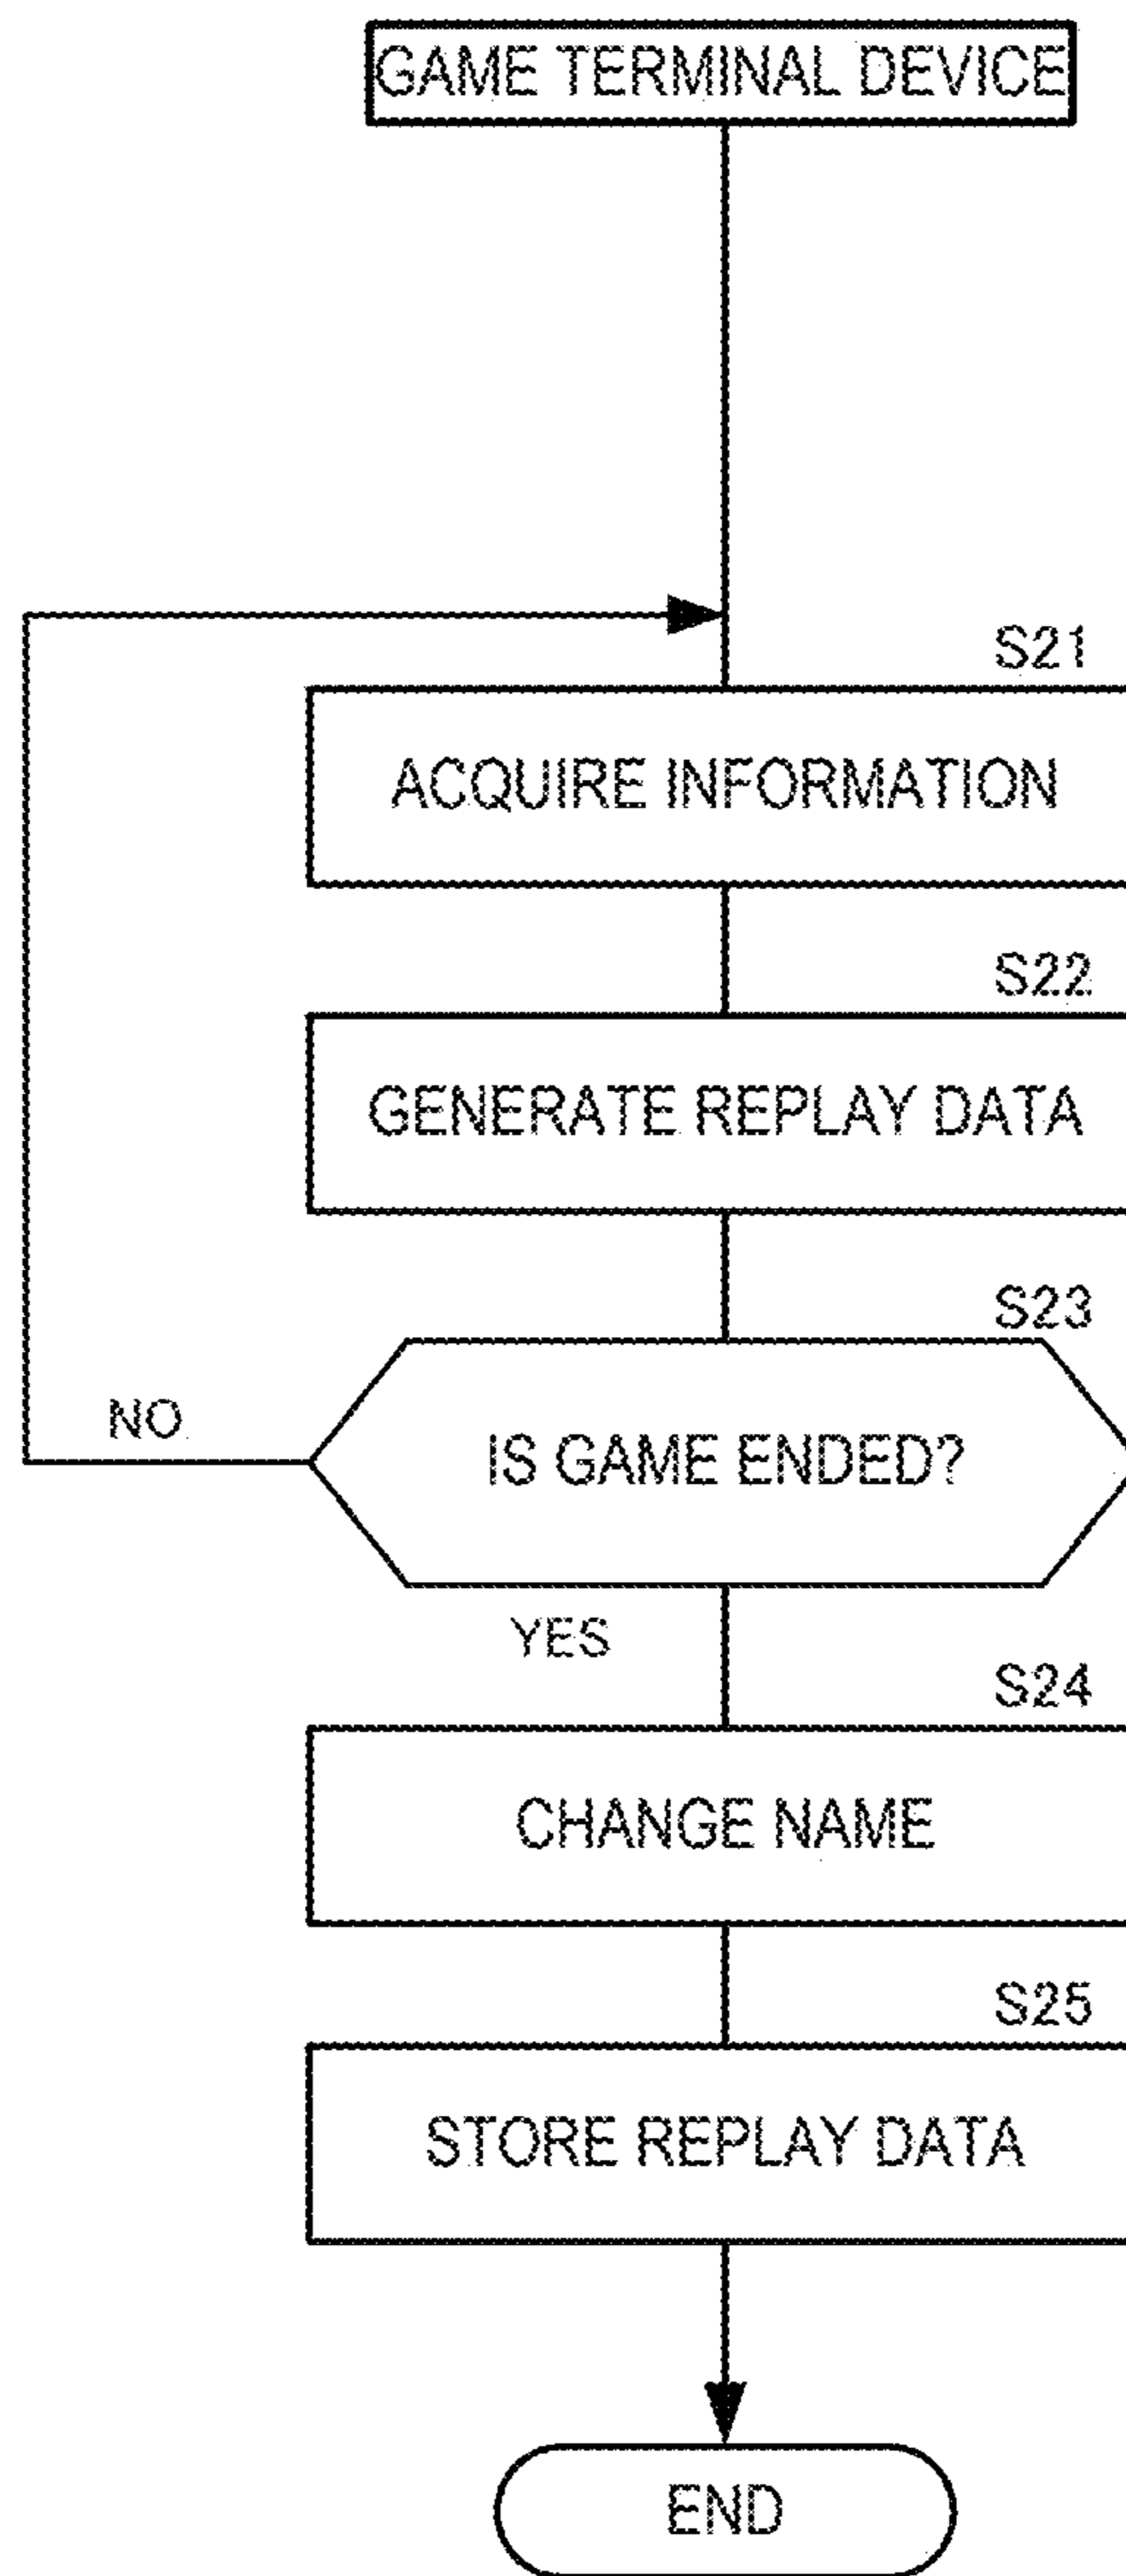 GAME TERMINAL DEVICE
S21
ACQUIRE INFORMATION
S22
GENERATE REPLAY DATA
S23
IS GAME ENDED?
NO
YES
S24
CHANGE NAME
S25
STORE REPLAY DATA
END